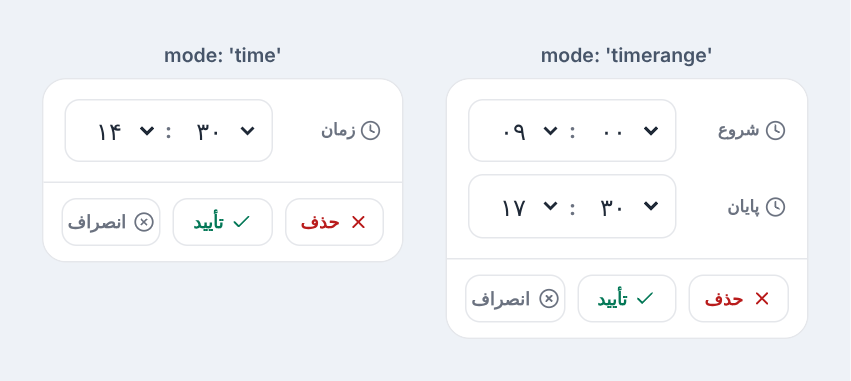 mode: 'time'
زمان
۱۴ : ۳۰
حذف
تأیید
انصراف
mode: 'timerange'
شروع
۰۹ : ۰۰
پایان
۱۷ : ۳۰
حذف
تأیید
انصراف